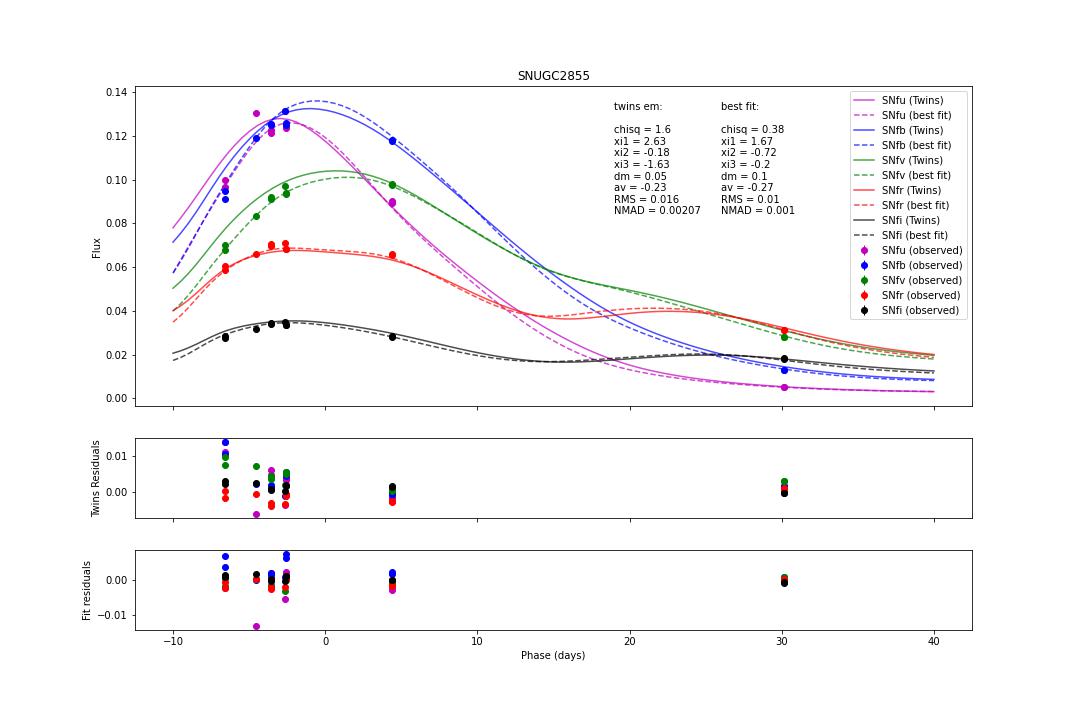 SNUGC2855
0.14
0.12
0.10
0.08
0.06
0.04
0.02
0.00
Flux
twins em:
chisq = 1.6
xi1 = 2.63
xi2 = -0.18
xi3 = -1.63
dm = 0.05
av = -0.23
RMS = 0.016
NMAD = 0.00207
best fit:
chisq = 0.38
xi1 = 1.67
xi2 = -0.72
xi3 = -0.2
dm = 0.1
av = -0.27
RMS = 0.01
NMAD = 0.001
SNfu (Twins)
SNfu (best fit)
SNfb (Twins)
SNfb (best fit)
SNfv (Twins)
SNfv (best fit)
SNfr (Twins)
SNfr (best fit)
SNfi (Twins)
SNfi (best fit)
SNfu (observed)
SNfb (observed)
SNfv (observed)
SNfr (observed)
SNfi (observed)
0.01
0.00
Twins Residuals
0.00
−0.01
Fit residuals
−10 0 10 20 30 40
Phase (days)